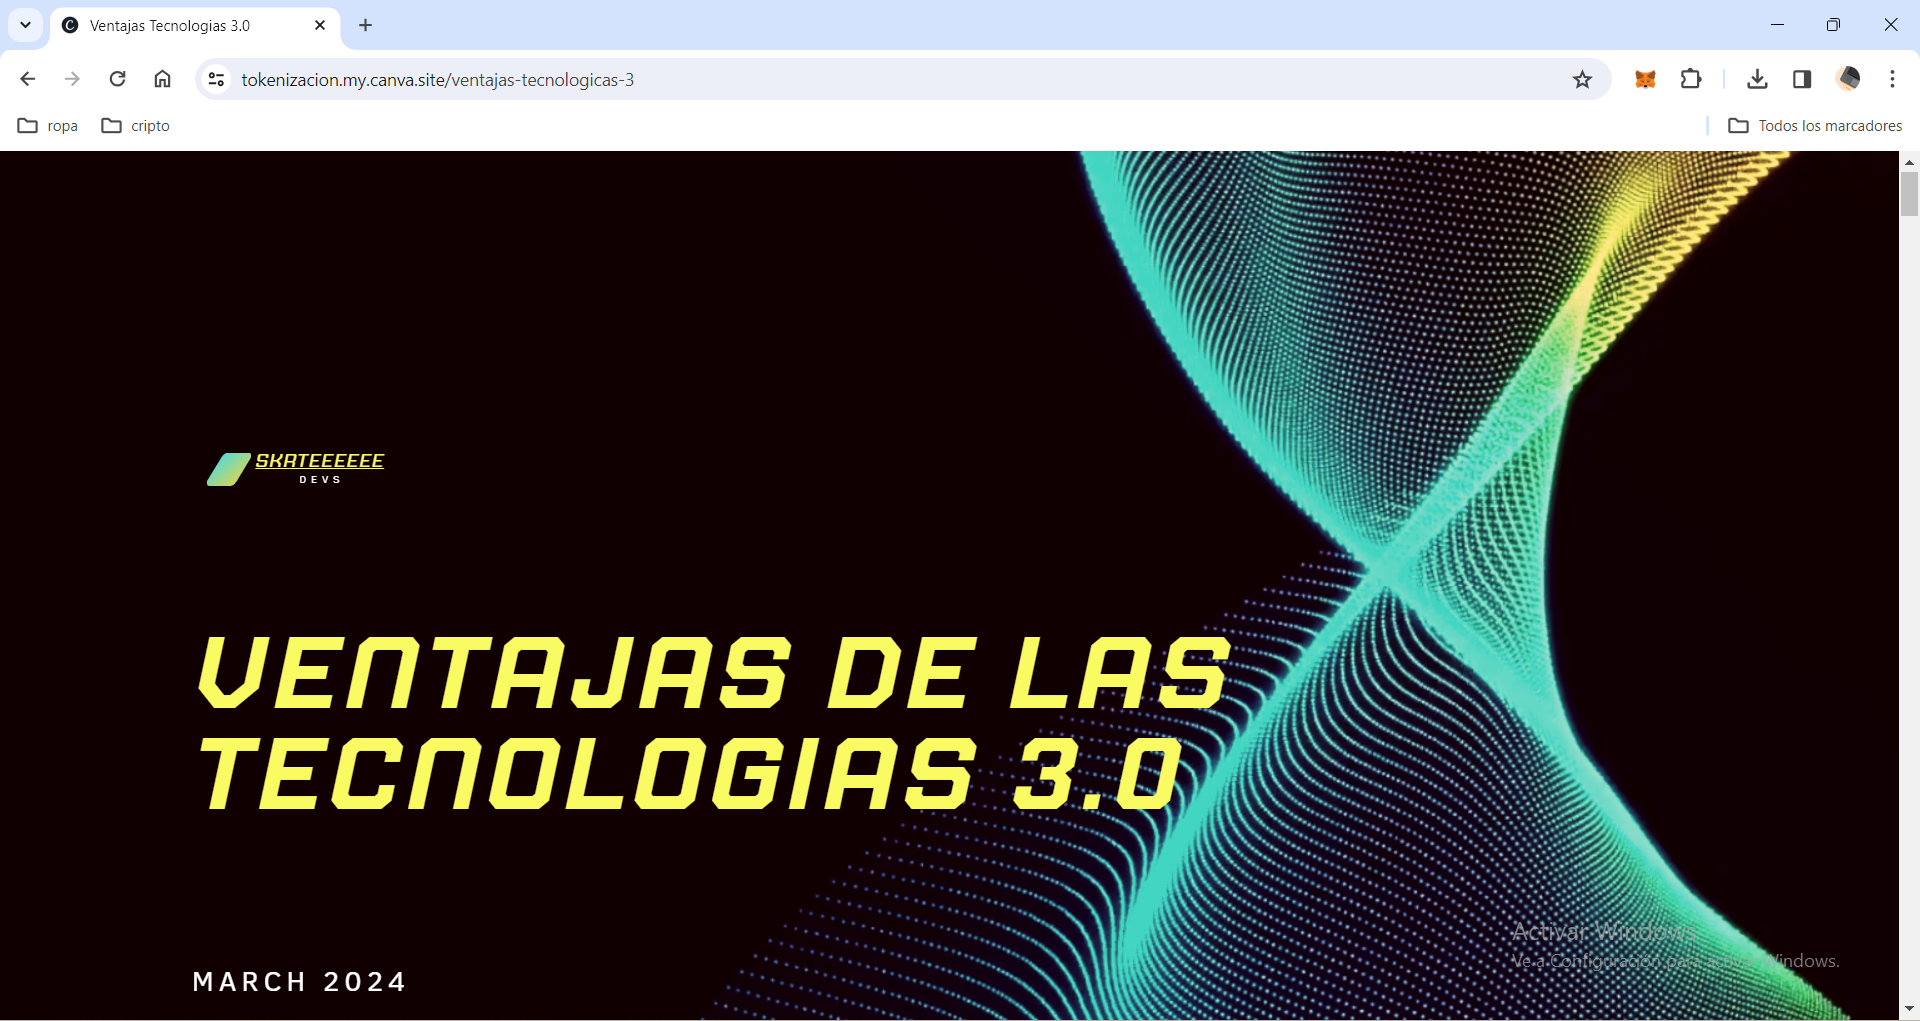 Ventajas Tecnologias 3.0
tokenizacion.my.canva.site/ventajas-tecnologicas-3
ropa
cripto
Todos los marcadores
SKATEEEEEE
DEVS
VENTAJAS DE LAS
TECNOLOGIAS 3.0
MARCH 2024
Activar Windows
Ve a Configuración para activar Windows.